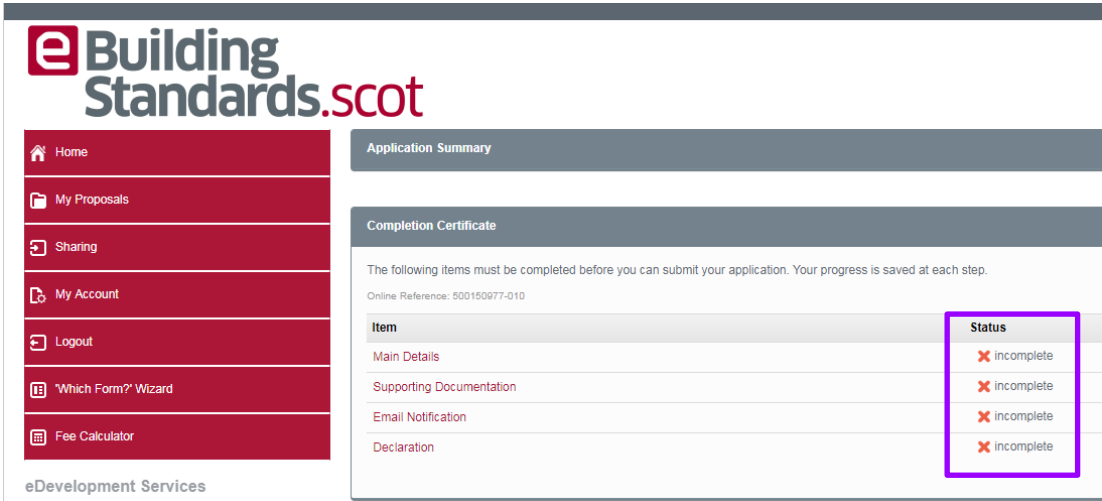 e Building
Standards.scot
Home
My Proposals
Sharing
My Account
Logout
'Which Form?' Wizard
Fee Calculator
eDevelopment Services
Application Summary
Completion Certificate
The following items must be completed before you can submit your application. Your progress is saved at each step.
Online Reference: 500150977-010
Item Status
Main Details incomplete
Supporting Documentation incomplete
Email Notification incomplete
Declaration incomplete